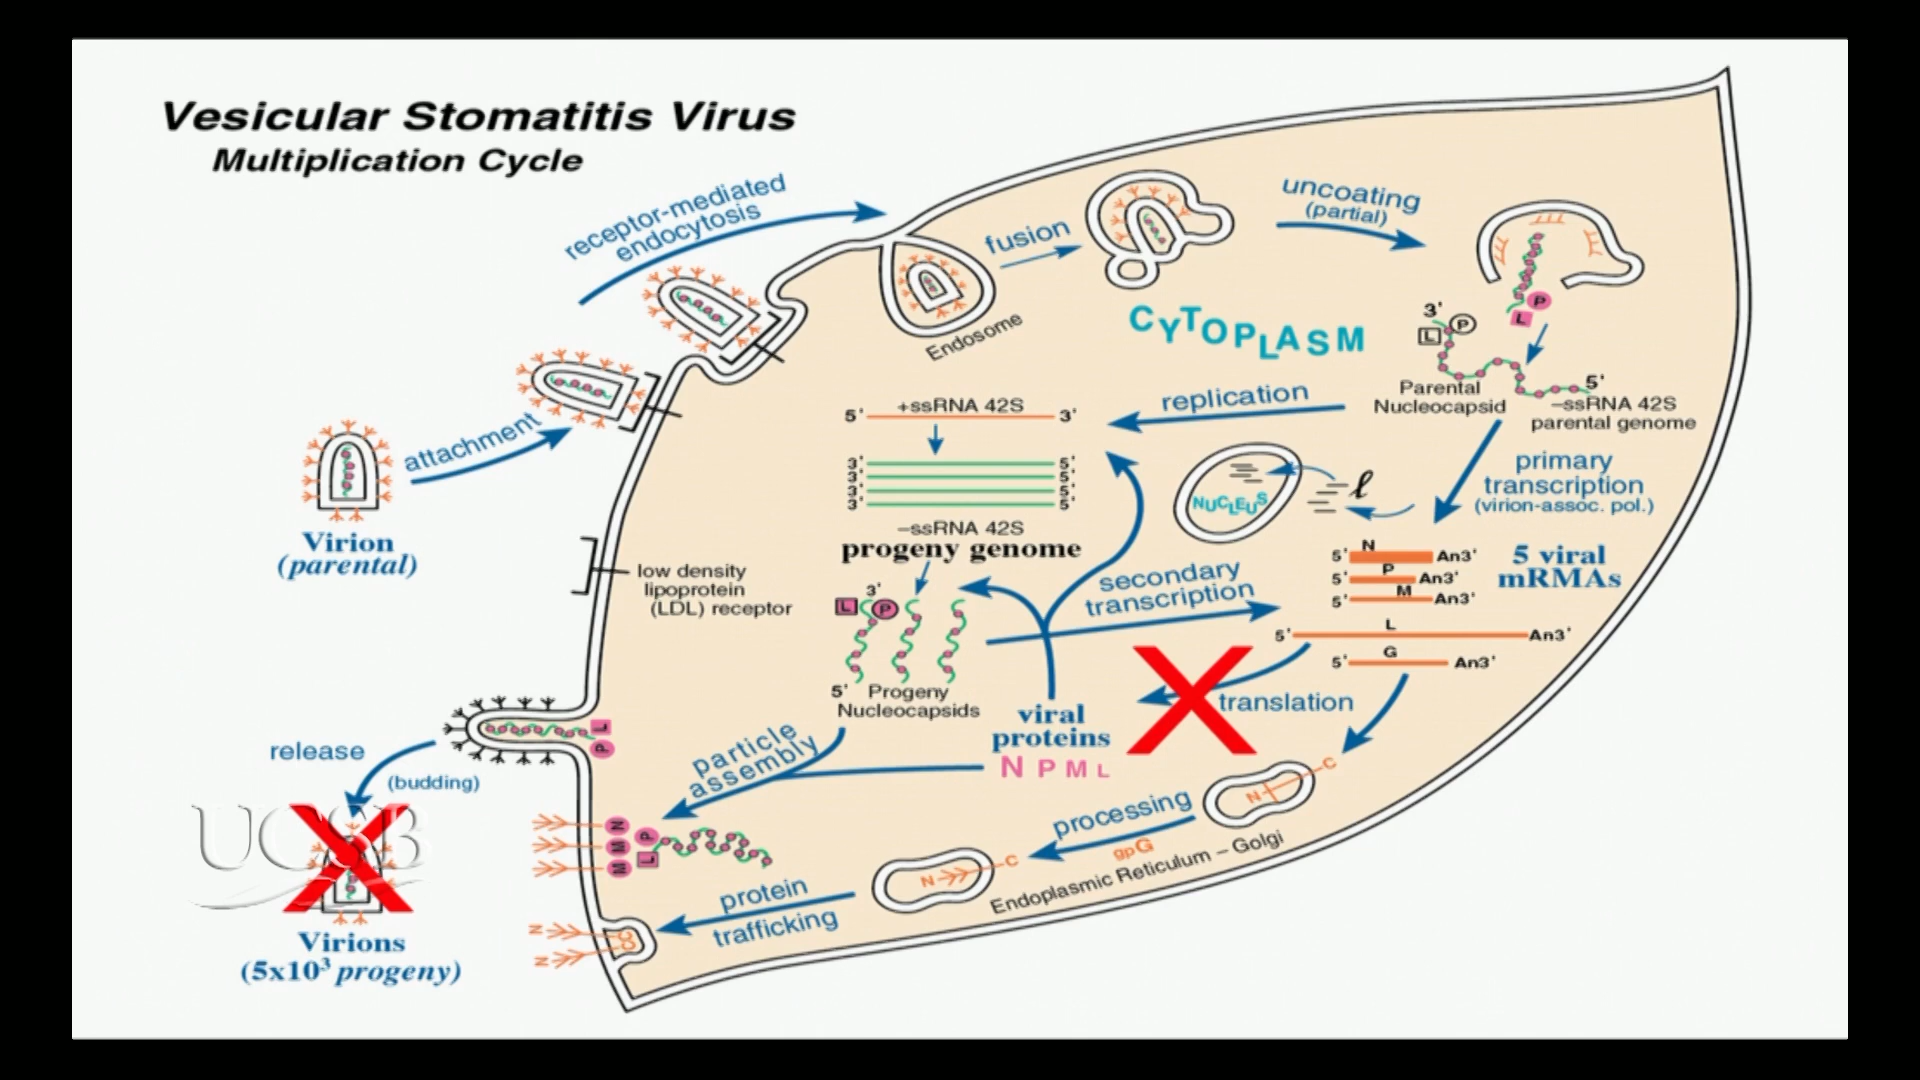 Vesicular Stomatitis Virus
Multiplication Cycle
receptor-mediated
endocytosis
fusion
uncoating
(partial)
Endosome
CYTOPLASM
attachment
Virion
(parental)
3'
L P
P
L
5'
Parental
Nucleocapsid
–ssRNA 42S
parental genome
replication
+ssRNA 42S
5' 3'
3' 5'
3' 5'
3' 5'
3' 5'
–ssRNA 42S
progeny genome
NUCLEUS
ℓ
primary
transcription
(virion-assoc. pol.)
5' N An3'
5' P An3'
5' M An3'
5' L An3'
5' G An3'
5 viral
mRMAs
low density
lipoprotein
(LDL) receptor
secondary
transcription
3'
L P
5' Progeny
Nucleocapsids
viral
proteins
N P M L
translation
particle
assembly
L
P
release
(budding)
UCSB
Virions
(5x10³ progeny)
N
M
M
P
L
processing
gpG
N C
N C
Endoplasmic Reticulum – Golgi
protein
trafficking
N
N